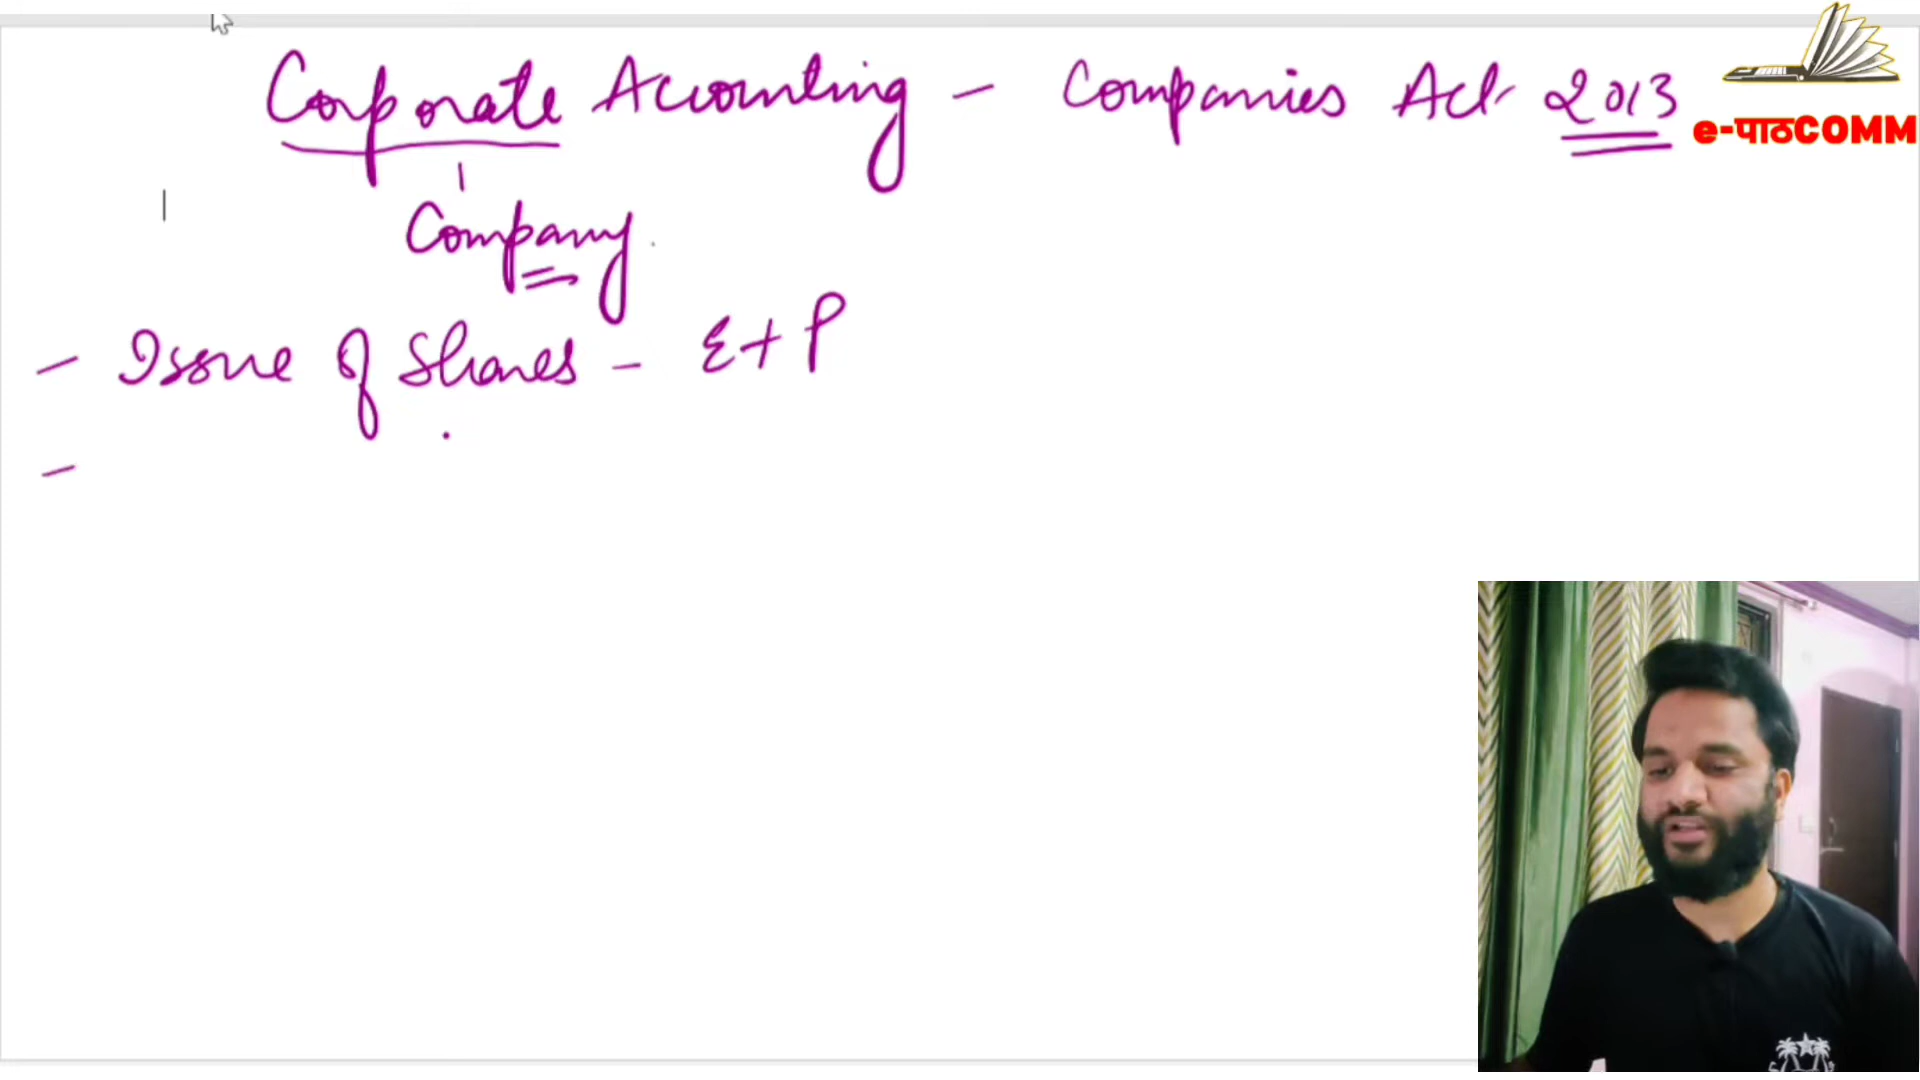 Corporate Accounting - Companies Act 2013
e-पाठCOMM
Company
- Issue of Shares - E+P
-